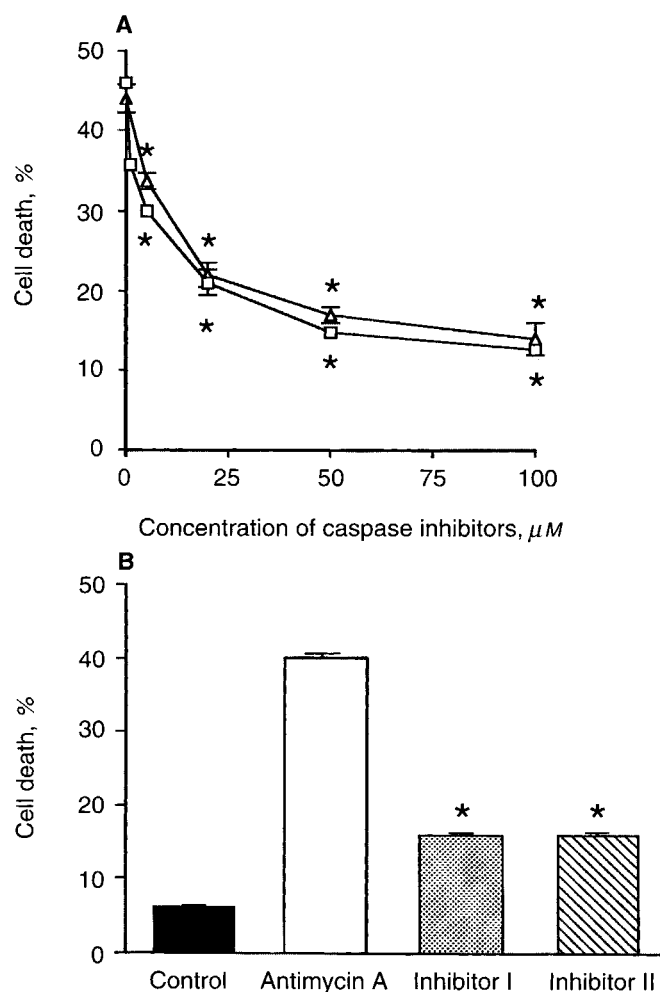 A
50
40
30
20
10
0
Cell death, %
* * * *
* * * *
0 25 50 75 100
Concentration of caspase inhibitors, μM
B
50
40
30
20
10
0
Cell death, %
* *
Control Antimycin A Inhibitor I Inhibitor II